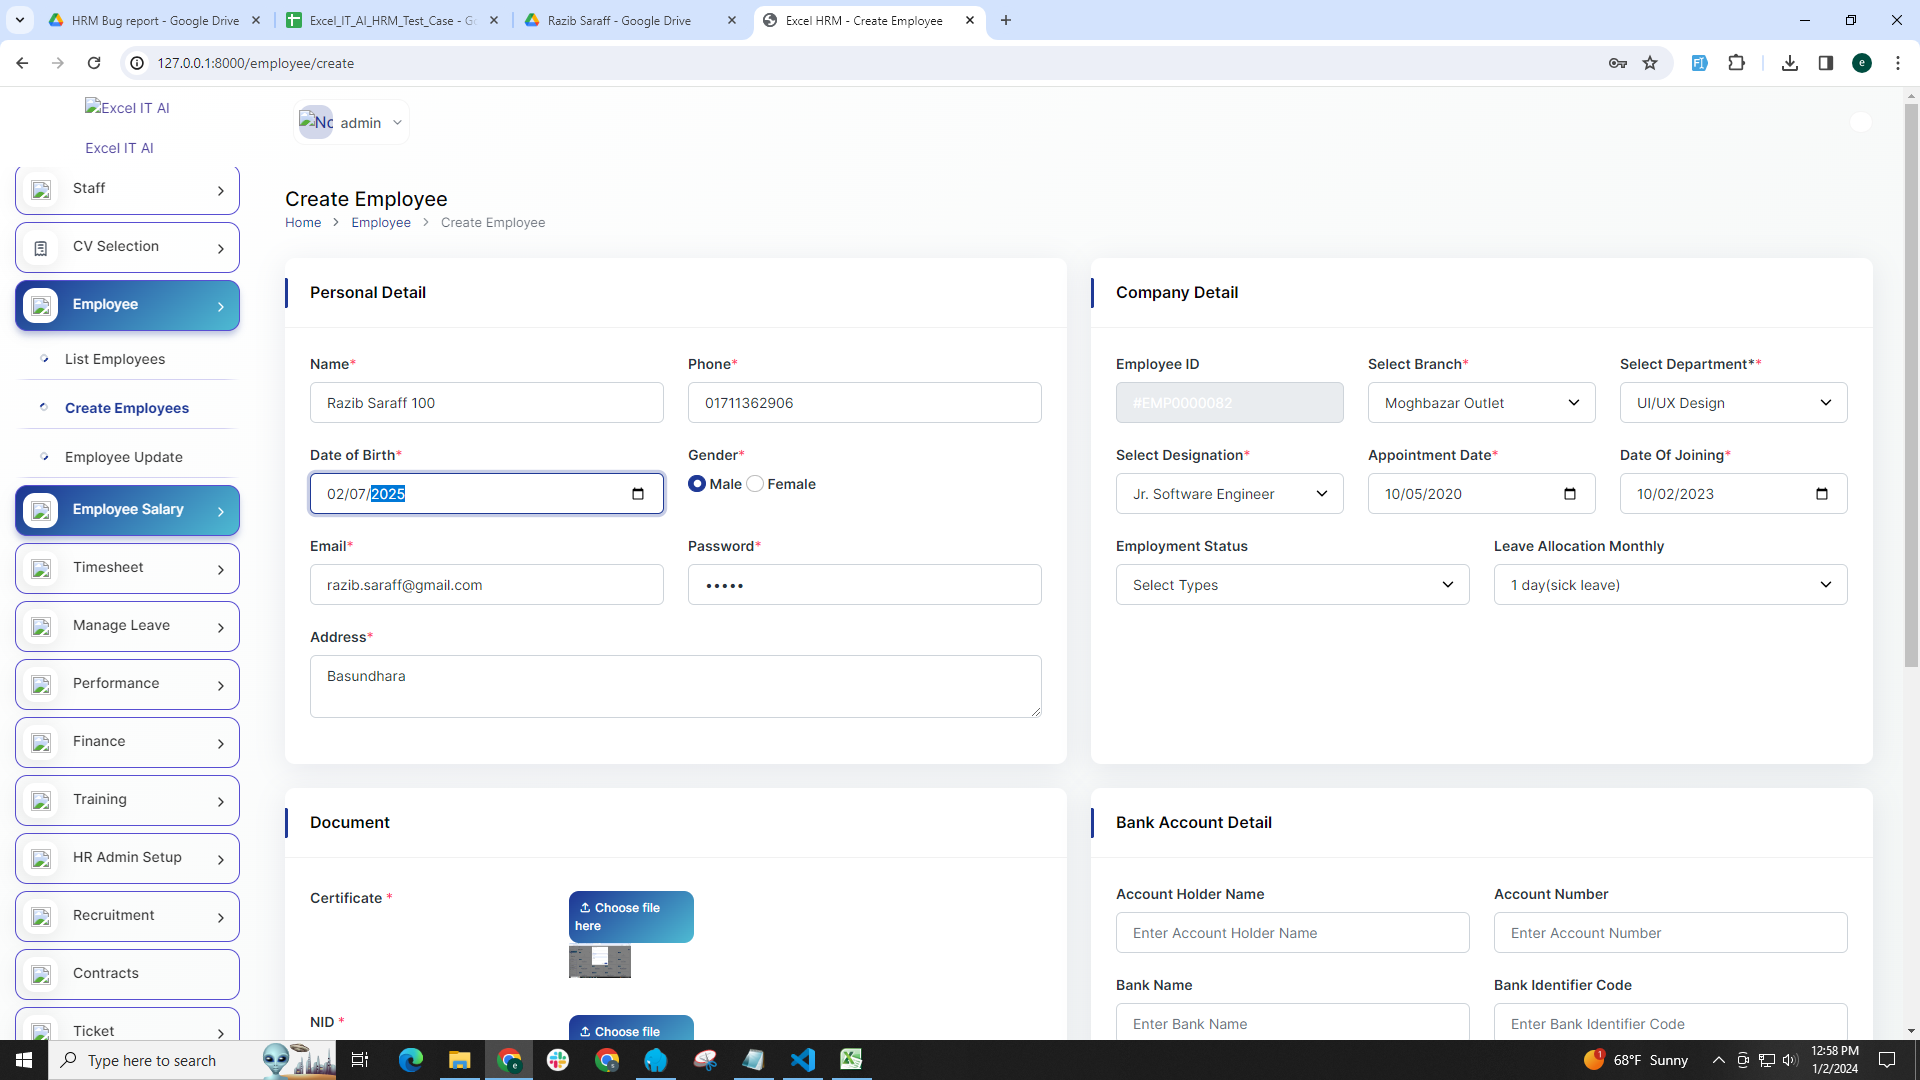 HRM Bug report - Google Drive
Excel_IT_AI_HRM_Test_Case - Go
Razib Saraff - Google Drive
Excel HRM - Create Employee
127.0.0.1:8000/employee/create
e
Excel IT AI
Excel IT AI
admin
Staff
CV Selection
Employee
List Employees
Create Employees
Employee Update
Employee Salary
Timesheet
Manage Leave
Performance
Finance
Training
HR Admin Setup
Recruitment
Contracts
Ticket
Create Employee
Home > Employee > Create Employee
Personal Detail
Name*
Phone*
Razib Saraff 100
01711362906
Date of Birth*
Gender*
02/07/2025
Male
Female
Email*
Password*
razib.saraff@gmail.com
•••••
Address*
Basundhara
Company Detail
Employee ID
Select Branch*
Select Department**
#EMP0000082
Moghbazar Outlet
UI/UX Design
Select Designation*
Appointment Date*
Date Of Joining*
Jr. Software Engineer
10/05/2020
10/02/2023
Employment Status
Leave Allocation Monthly
Select Types
1 day(sick leave)
Document
Certificate *
Choose file
here
NID *
Choose file
Bank Account Detail
Account Holder Name
Account Number
Enter Account Holder Name
Enter Account Number
Bank Name
Bank Identifier Code
Enter Bank Name
Enter Bank Identifier Code
Type here to search
1
68°F Sunny
12:58 PM
1/2/2024